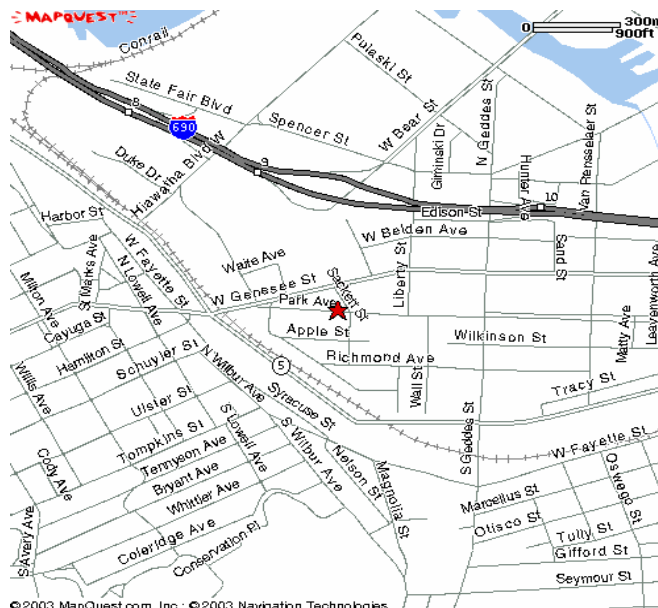 MAPQUEST
0 300m
900ft
Conrail
Pulaski St
State Fair Blvd
8
690
Spencer St
W Bear St
N Geddes St
Giminski Dr
Hunter Ave
Van Rensselaer St
Duke Dr
Hiawatha Blvd W
9
10
Edison St
Harbor St
W Belden Ave
Sand St
St Marks Ave
W Fayette St
Waite Ave
Milton Ave
N Lowell Ave
W Genesee St
Sackett St
Liberty St
Leavenworth Ave
Park Ave
Cayuga St
Apple St
Wilkinson St
Matty Ave
Hamilton St
Schuyler St
N Wilbur Ave
5
Richmond Ave
Willis Ave
Syracuse St
Wall St
Tracy St
Ulster St
S Lowell Ave
S Wilbur Ave
S Geddes St
Tompkins St
Tennyson Ave
Nelson St
W Fayette St
Cody Ave
Bryant Ave
Magnolia St
Oswego St
Whittier Ave
Marcellus St
S Avery Ave
Coleridge Ave
Otisco St
Conservation Pl
Tully St
Gifford St
Seymour St
©2003 MapQuest.com, Inc.; ©2003 Navigation Technologies